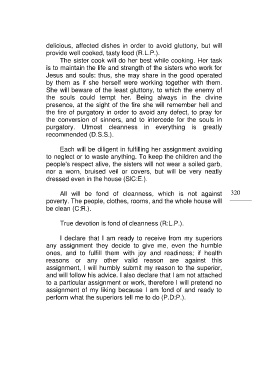 delicious, affected dishes in order to avoid gluttony, but will
provide well cooked, tasty food (R.L.P.).
The sister cook will do her best while cooking. Her task
is to maintain the life and strength of the sisters who work for
Jesus and souls: thus, she may share in the good operated
by them as if she herself were working together with them.
She will beware of the least gluttony, to which the enemy of
the souls could tempt her. Being always in the divine
presence, at the sight of the fire she will remember hell and
the fire of purgatory in order to avoid any defect, to pray for
the conversion of sinners, and to intercede for the souls in
purgatory. Utmost cleanness in everything is greatly
recommended (D.S.S.).
Each will be diligent in fulfilling her assignment avoiding
to neglect or to waste anything. To keep the children and the
people's respect alive, the sisters will not wear a soiled garb,
nor a worn, bruised veil or covers, but will be very neatly
dressed even in the house (SIC:E.).
All will be fond of cleanness, which is not against
320
poverty. The people, clothes, rooms, and the whole house will
be clean (C:R.).
True devotion is fond of cleanness (R:L.P.).
I declare that I am ready to receive from my superiors
any assignment they decide to give me, even the humble
ones, and to fulfill them with joy and readiness; if health
reasons or any other valid reason are against this
assignment, I will humbly submit my reason to the superior,
and will follow his advice. I also declare that I am not attached
to a particular assignment or work, therefore I will pretend no
assignment of my liking because I am fond of and ready to
perform what the superiors tell me to do (P.D:P.).